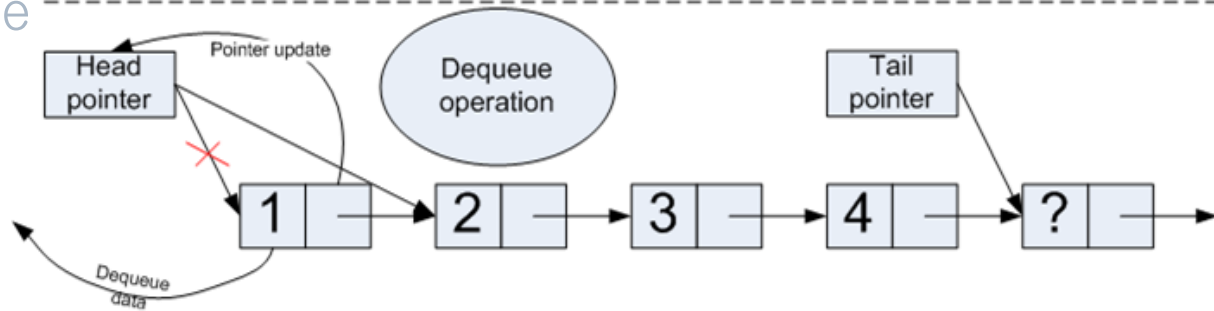 e
Head
pointer
Pointer update
Dequeue
operation
Tail
pointer
1
2
3
4
?
Dequeue
data